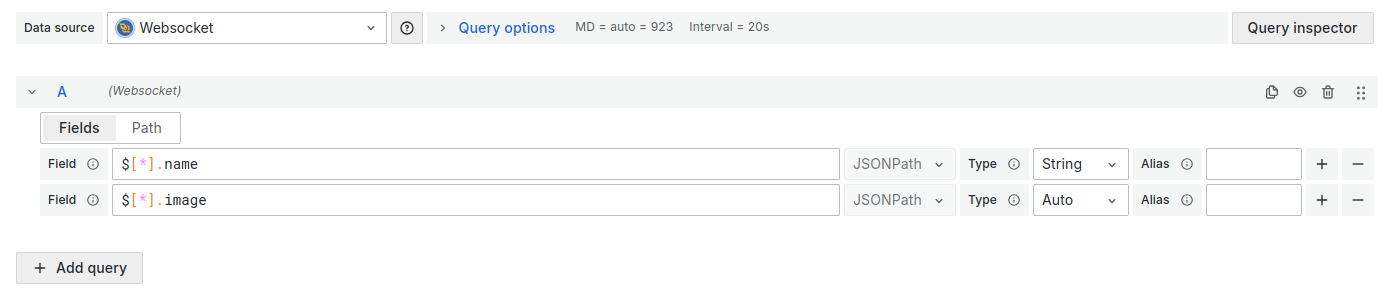 Data source Websocket Query options MD = auto = 923 Interval = 20s Query inspector
A (Websocket)
Fields Path
Field $[*].name JSONPath Type String Alias
Field $[*].image JSONPath Type Auto Alias
+ Add query